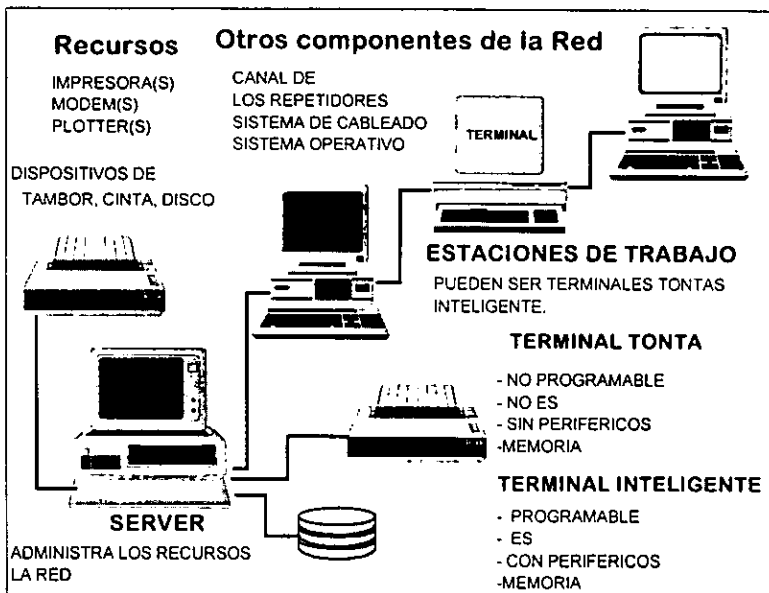 Recursos
IMPRESORA(S)
MODEM(S)
PLOTTER(S)
DISPOSITIVOS DE
TAMBOR, CINTA, DISCO
Otros componentes de la Red
CANAL DE
LOS REPETIDORES
SISTEMA DE CABLEADO
SISTEMA OPERATIVO
TERMINAL
ESTACIONES DE TRABAJO
PUEDEN SER TERMINALES TONTAS
INTELIGENTE.
TERMINAL TONTA
- NO PROGRAMABLE
- NO ES
- SIN PERIFERICOS
-MEMORIA
TERMINAL INTELIGENTE
- PROGRAMABLE
- ES
- CON PERIFERICOS
-MEMORIA
SERVER
ADMINISTRA LOS RECURSOS
LA RED